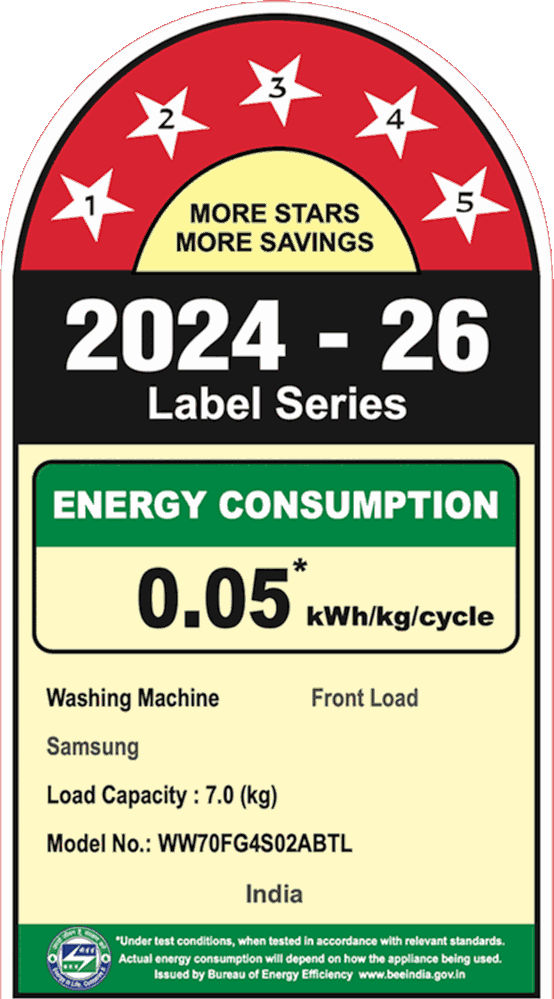 1
2
3
4
5
MORE STARS
MORE SAVINGS
2024 - 26
Label Series
ENERGY CONSUMPTION
0.05* kWh/kg/cycle
Washing Machine Front Load
Samsung
Load Capacity : 7.0 (kg)
Model No.: WW70FG4S02ABTL
India
*Under test conditions, when tested in accordance with relevant standards.
Actual energy consumption will depend on how the appliance being used.
Issued by Bureau of Energy Efficiency www.beeindia.gov.in